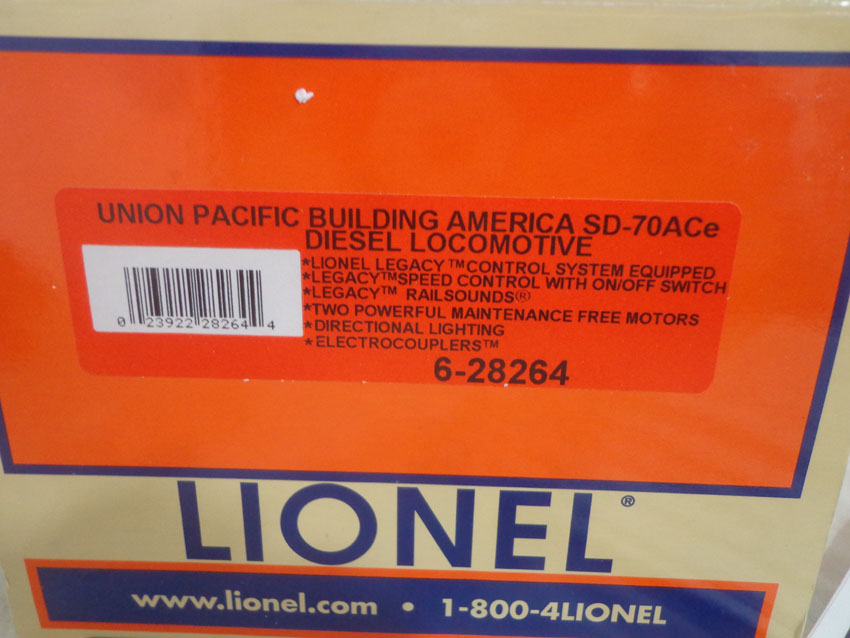 UNION PACIFIC BUILDING AMERICA SD-70ACe
DIESEL LOCOMOTIVE
*LIONEL LEGACY™CONTROL SYSTEM EQUIPPED
*LEGACY™SPEED CONTROL WITH ON/OFF SWITCH
*LEGACY™ RAILSOUNDS®
*TWO POWERFUL MAINTENANCE FREE MOTORS
*DIRECTIONAL LIGHTING
*ELECTROCOUPLERS™
6-28264
0 23922 28264 4
LIONEL®
www.lionel.com • 1-800-4LIONEL